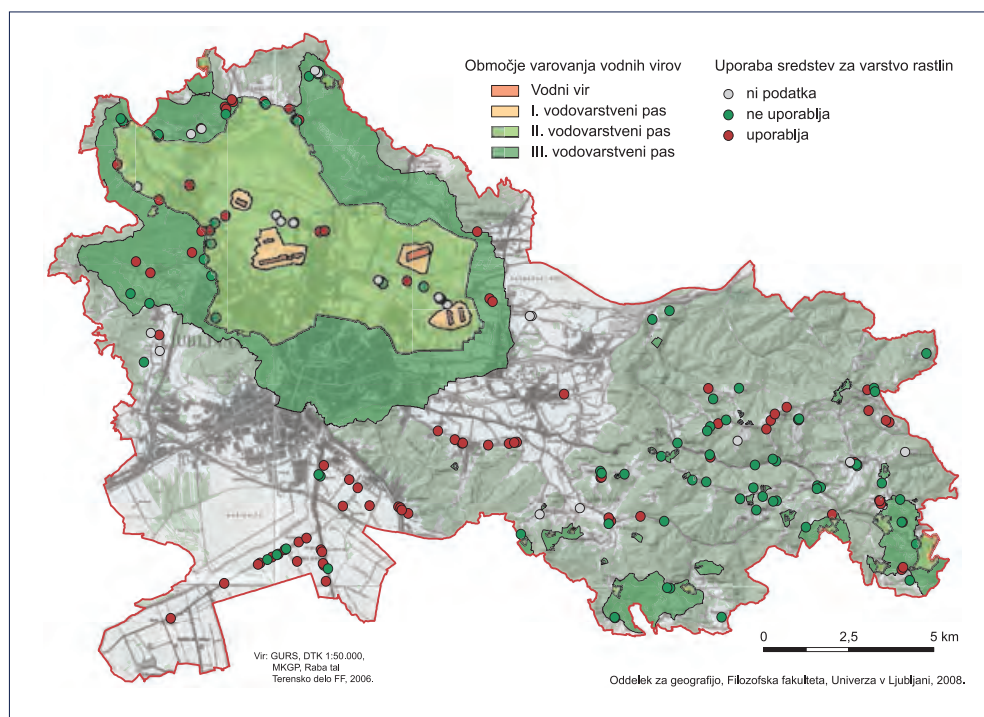 Območje varovanja vodnih virov
Vodni vir
I. vodovarstveni pas
II. vodovarstveni pas
III. vodovarstveni pas
Uporaba sredstev za varstvo rastlin
ni podatka
ne uporablja
uporablja
0 2,5 5 km
Vir: GURS, DTK 1:50.000,
MKGP, Raba tal
Terensko delo FF, 2006.
Oddelek za geografijo, Filozofska fakulteta, Univerza v Ljubljani, 2008.